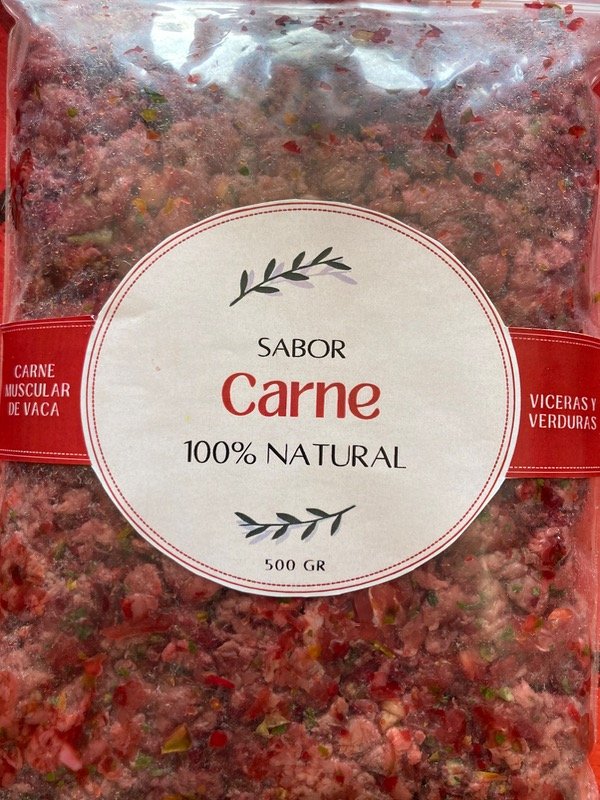 SABOR
Carne
100% NATURAL
500 GR
CARNE
MUSCULAR
DE VACA
VICERAS Y
VERDURAS